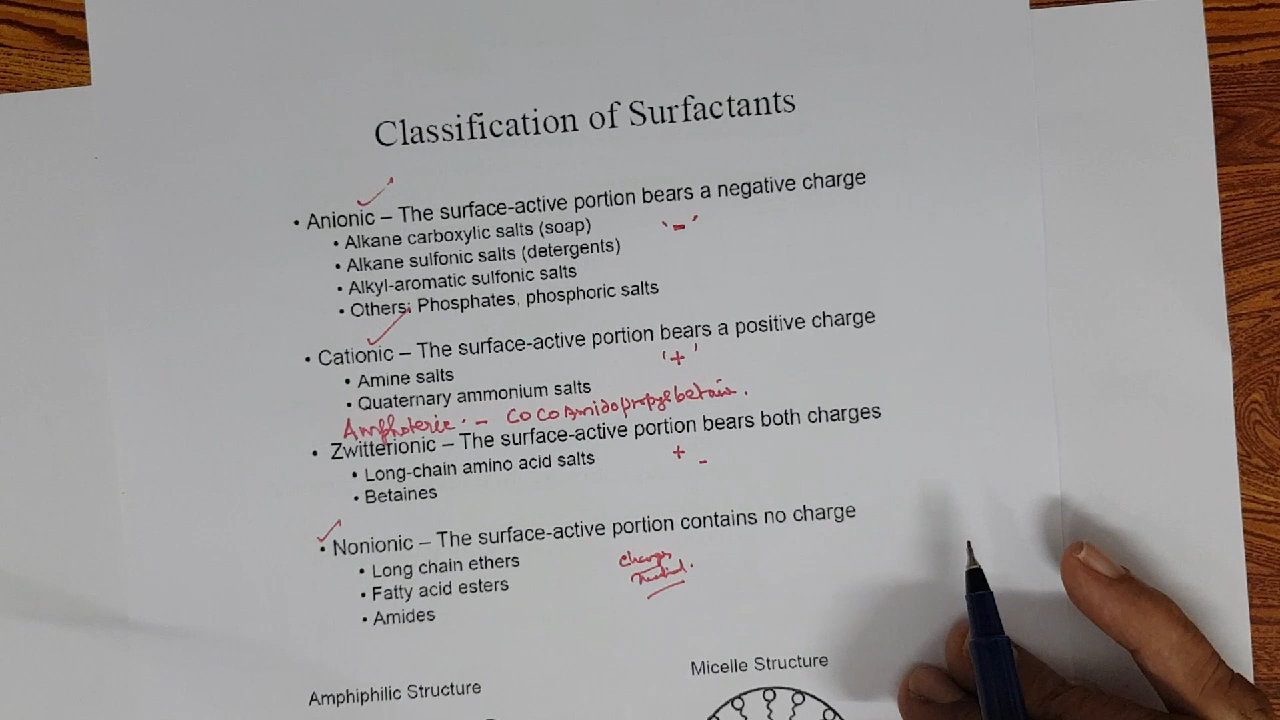 Classification of Surfactants
• Anionic – The surface-active portion bears a negative charge
• Alkane carboxylic salts (soap)
'-'
• Alkane sulfonic salts (detergents)
• Alkyl-aromatic sulfonic salts
• Others: Phosphates, phosphoric salts
• Cationic – The surface-active portion bears a positive charge
'+'
• Amine salts
• Quaternary ammonium salts
Amphoteric. – CocoAmidopropylbetain.
• Zwitterionic – The surface-active portion bears both charges
+ -
• Long-chain amino acid salts
• Betaines
• Nonionic – The surface-active portion contains no charge
• Long chain ethers
charge
• Fatty acid esters
• Amides
Micelle Structure
Amphiphilic Structure